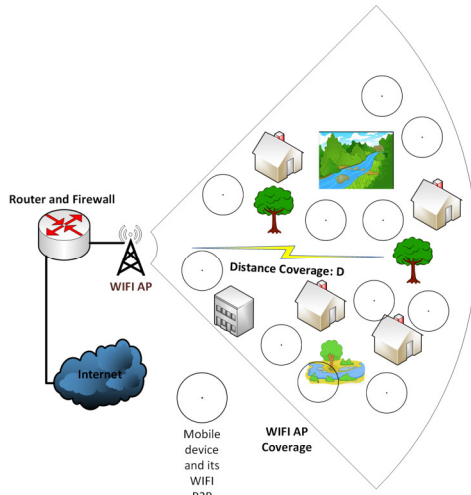 Router and Firewall
WIFI AP
Distance Coverage: D
Internet
WIFI AP
Coverage
Mobile
device
and its
WIFI